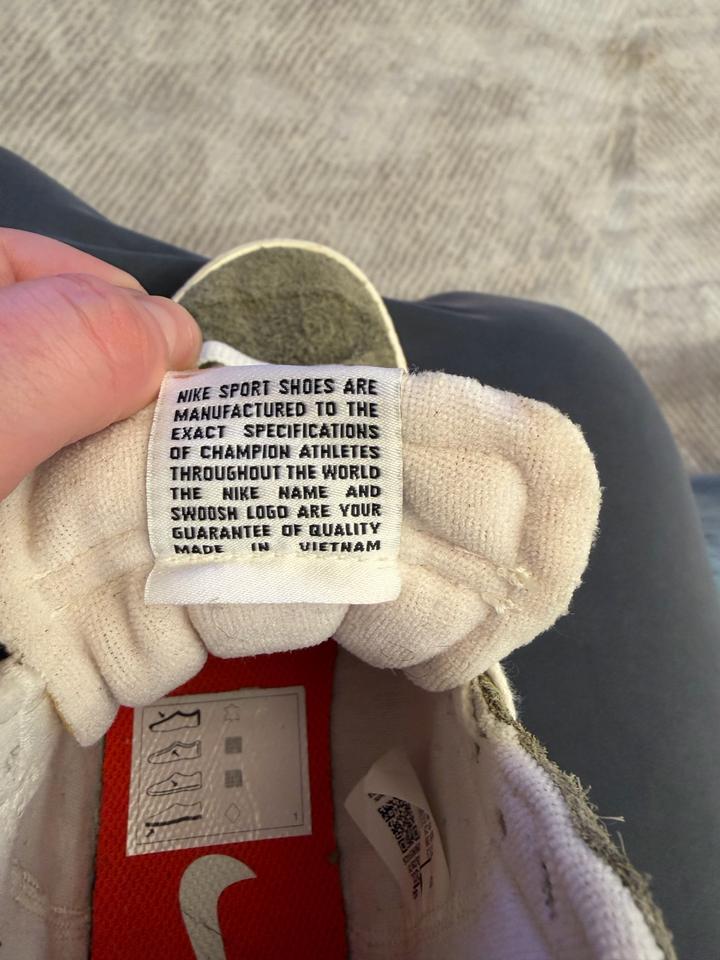 NIKE SPORT SHOES ARE
MANUFACTURED TO THE
EXACT SPECIFICATIONS
OF CHAMPION ATHLETES
THROUGHOUT THE WORLD
THE NIKE NAME AND
SWOOSH LOGO ARE YOUR
GUARANTEE OF QUALITY
MADE IN VIETNAM
1